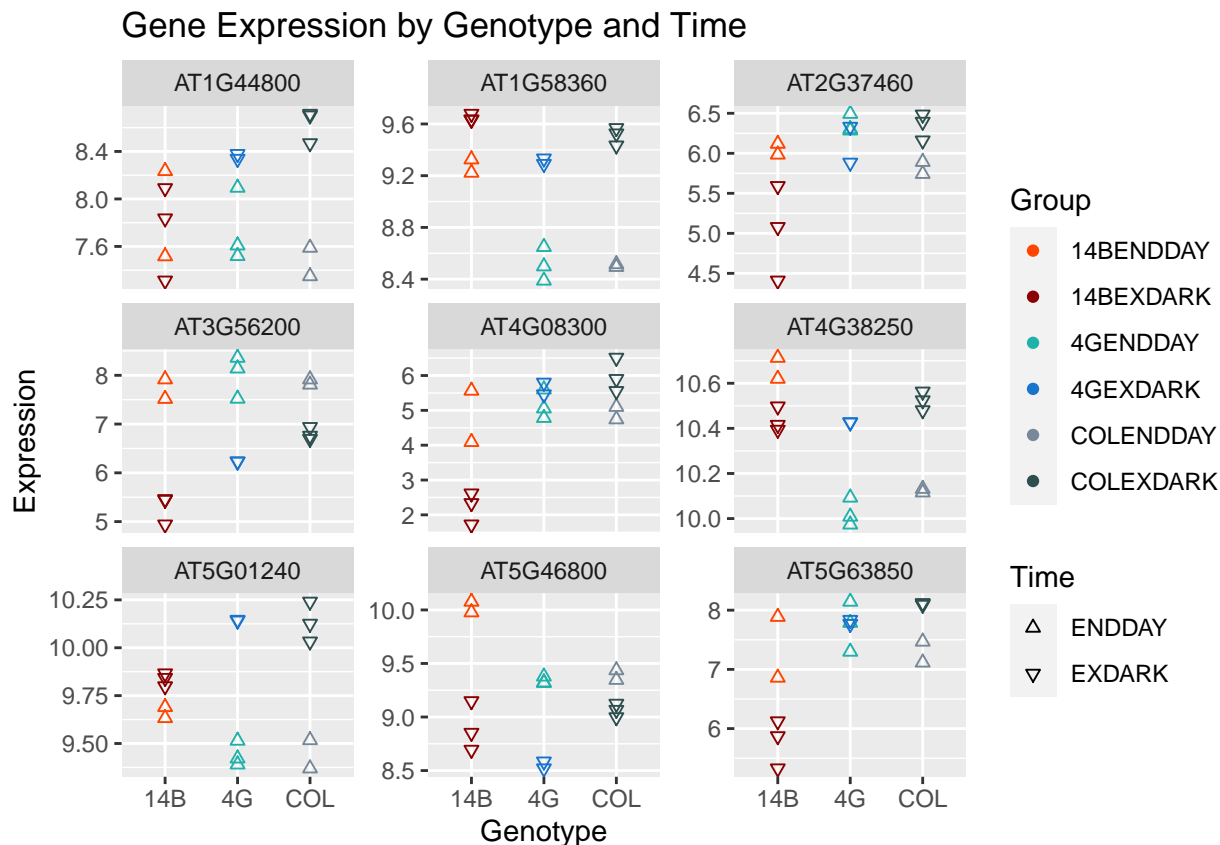 Gene Expression by Genotype and Time
AT1G44800
AT1G58360
AT2G37460
8.4
8.0
7.6
9.6
9.2
8.8
8.4
6.5
6.0
5.5
5.0
4.5
AT3G56200
AT4G08300
AT4G38250
8
7
6
5
6
5
4
3
2
10.6
10.4
10.2
10.0
AT5G01240
AT5G46800
AT5G63850
10.25
10.00
9.75
9.50
10.0
9.5
9.0
8.5
8
7
6
14B
4G
COL
14B
4G
COL
14B
4G
COL
Genotype
Expression
Group
14BENDDAY
14BEXDARK
4GENDDAY
4GEXDARK
COLENDDAY
COLEXDARK
Time
ENDDAY
EXDARK